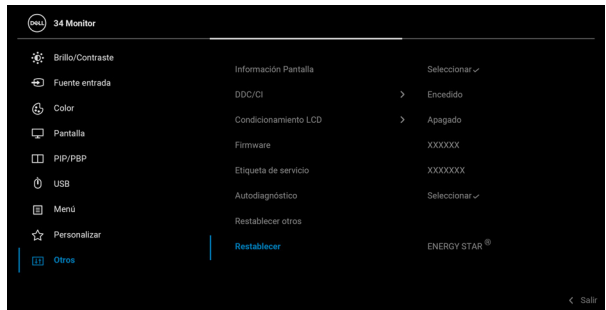 DELL 34 Monitor
Brillo/Contraste
Fuente entrada
Color
Pantalla
PIP/PBP
USB
Menú
Personalizar
Otros
Información Pantalla Seleccionar
DDC/CI Encedido
Condicionamiento LCD Apagado
Firmware XXXXXX
Etiqueta de servicio XXXXXXX
Autodiagnóstico Seleccionar
Restablecer otros
Restablecer ENERGY STAR®
Salir